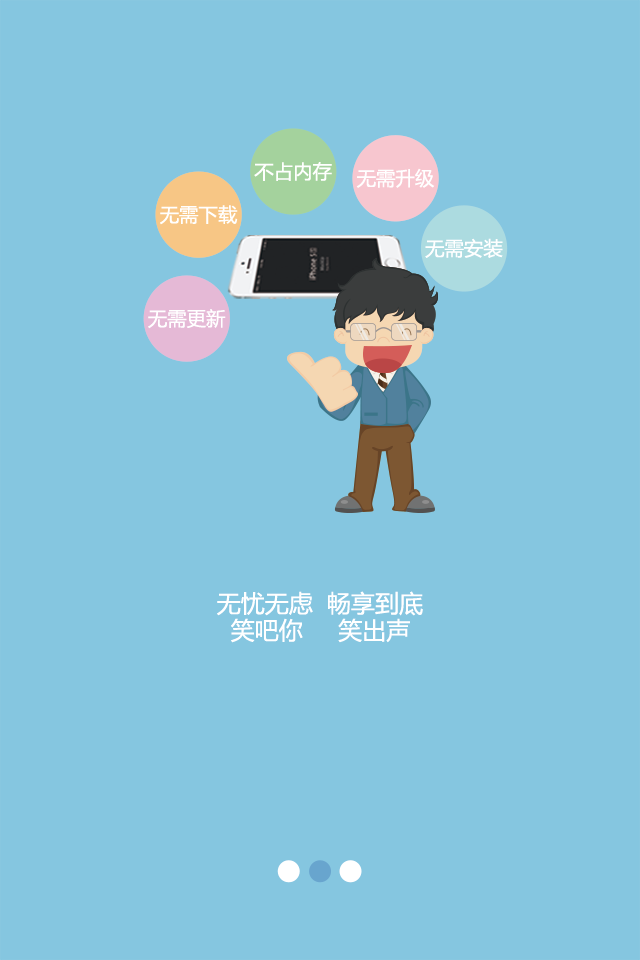 不占内存
无需升级
无需下载
无需安装
无需更新
iPhone 5s
无忧无虑 畅享到底
笑吧你 笑出声